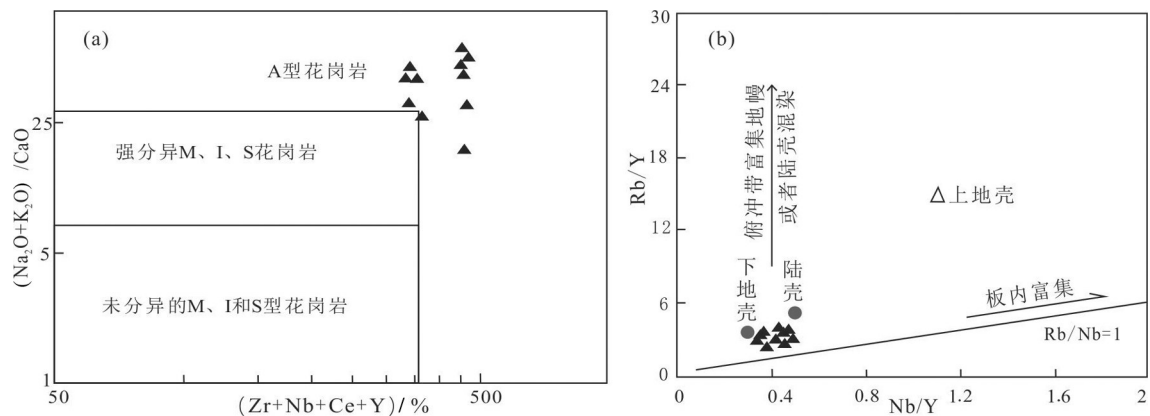 (a)
A型花岗岩
25
强分异M、I、S花岗岩
(Na₂O+K₂O) /CaO
5
未分异的M、I和S型花岗岩
1
50
500
(Zr+Nb+Ce+Y) / %
(b)
30
24
18
12
6
0
Rb/Y
俯冲带富集地幔
或者陆壳混染
△上地壳
下地壳
陆壳
板内富集
Rb/Nb=1
0
0.4
0.8
1.2
1.6
2
Nb/Y